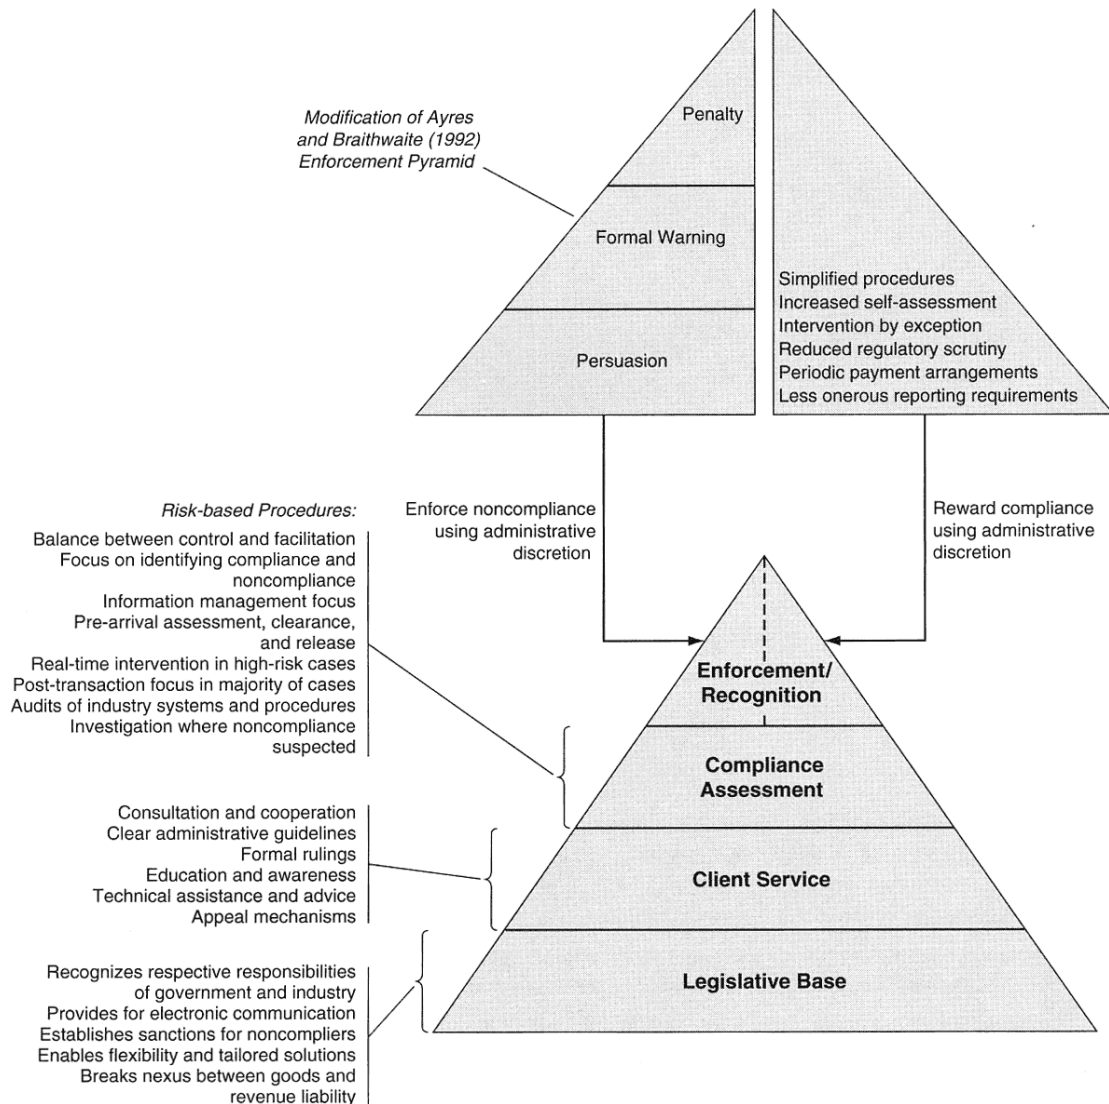 Modification of Ayres
and Braithwaite (1992)
Enforcement Pyramid
Penalty
Formal Warning
Persuasion
Simplified procedures
Increased self-assessment
Intervention by exception
Reduced regulatory scrutiny
Periodic payment arrangements
Less onerous reporting requirements
Enforce noncompliance
using administrative
discretion
Reward compliance
using administrative
discretion
Risk-based Procedures:
Balance between control and facilitation
Focus on identifying compliance and
noncompliance
Information management focus
Pre-arrival assessment, clearance,
and release
Real-time intervention in high-risk cases
Post-transaction focus in majority of cases
Audits of industry systems and procedures
Investigation where noncompliance
suspected
Enforcement/
Recognition
Compliance
Assessment
Consultation and cooperation
Clear administrative guidelines
Formal rulings
Education and awareness
Technical assistance and advice
Appeal mechanisms
Client Service
Recognizes respective responsibilities
of government and industry
Provides for electronic communication
Establishes sanctions for noncompliers
Enables flexibility and tailored solutions
Breaks nexus between goods and
revenue liability
Legislative Base